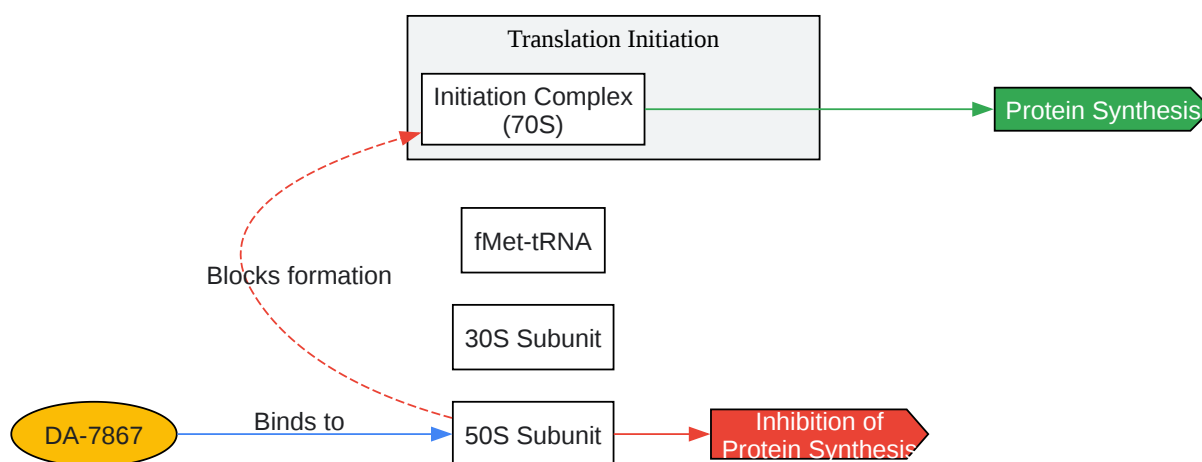 Translation Initiation
Initiation Complex
(70S)
Protein Synthesis
fMet-tRNA
Blocks formation
30S Subunit
DA-7867
Binds to
50S Subunit
Inhibition of
Protein Synthesis